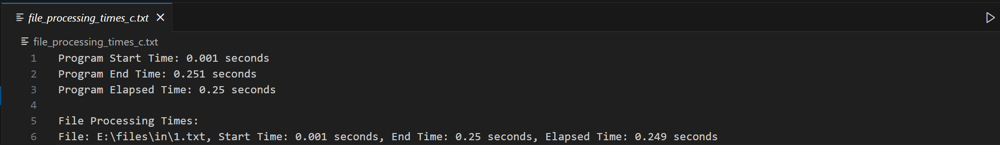 file_processing_times_c.txt
file_processing_times_c.txt
1 Program Start Time: 0.001 seconds
2 Program End Time: 0.251 seconds
3 Program Elapsed Time: 0.25 seconds
4
5 File Processing Times:
6 File: E:\files\in\1.txt, Start Time: 0.001 seconds, End Time: 0.25 seconds, Elapsed Time: 0.249 seconds